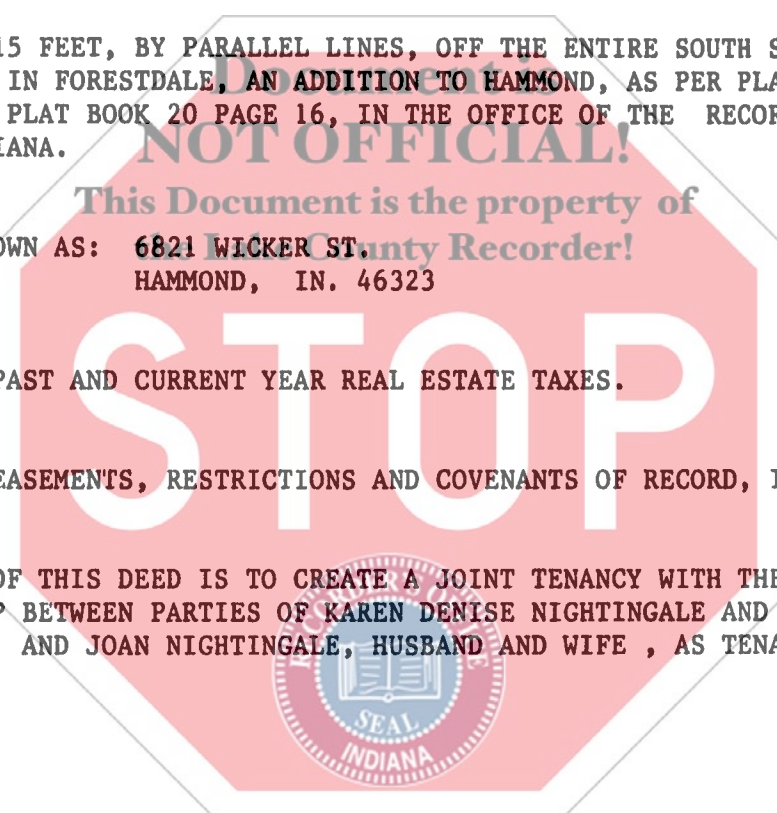 15 FEET, BY PARALLEL LINES, OFF THE ENTIRE SOUTH S
Document is
IN FORESTDALE, AN ADDITION TO HAMMOND, AS PER PLA
PLAT BOOK 20 PAGE 16, IN THE OFFICE OF THE RECOR
NOT OFFICIAL!
IANA.
This Document is the property of
the Lake County Recorder!
OWN AS: 6821 WICKER ST.
HAMMOND, IN. 46323
STOP
PAST AND CURRENT YEAR REAL ESTATE TAXES.
EASEMENTS, RESTRICTIONS AND COVENANTS OF RECORD, I
OF THIS DEED IS TO CREATE A JOINT TENANCY WITH THE
P BETWEEN PARTIES OF KAREN DENISE NIGHTINGALE AND
AND JOAN NIGHTINGALE, HUSBAND AND WIFE , AS TENA
RECORDER'S OFFICE
SEAL
INDIANA